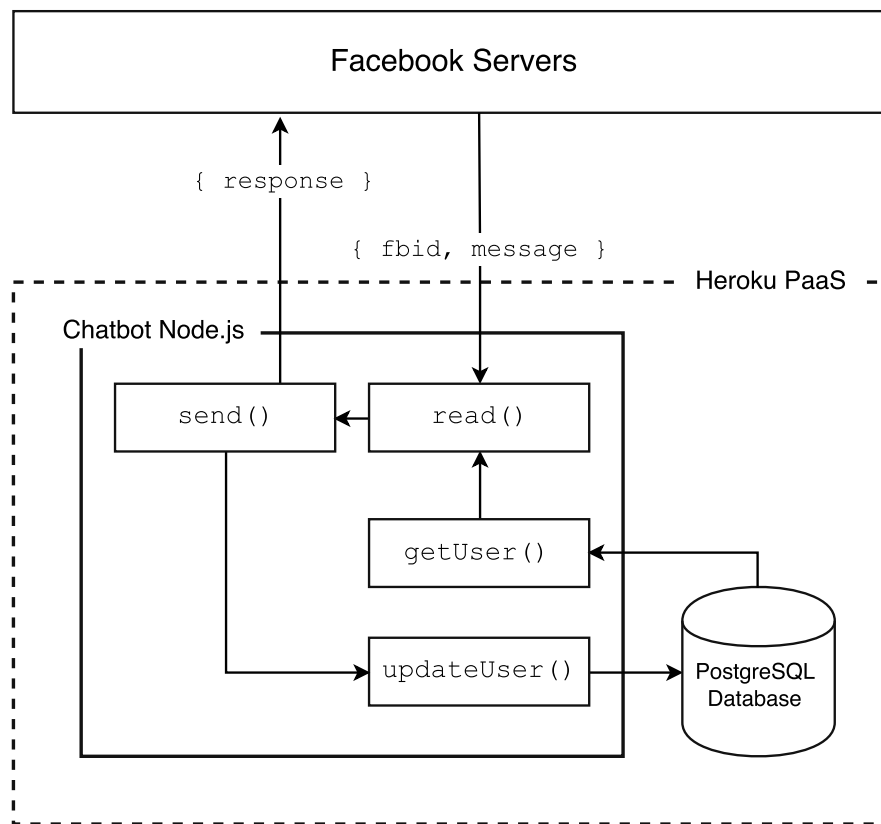 Facebook Servers
{ response }
{ fbid, message }
Heroku PaaS
Chatbot Node.js
send()
read()
getUser()
updateUser()
PostgreSQL
Database